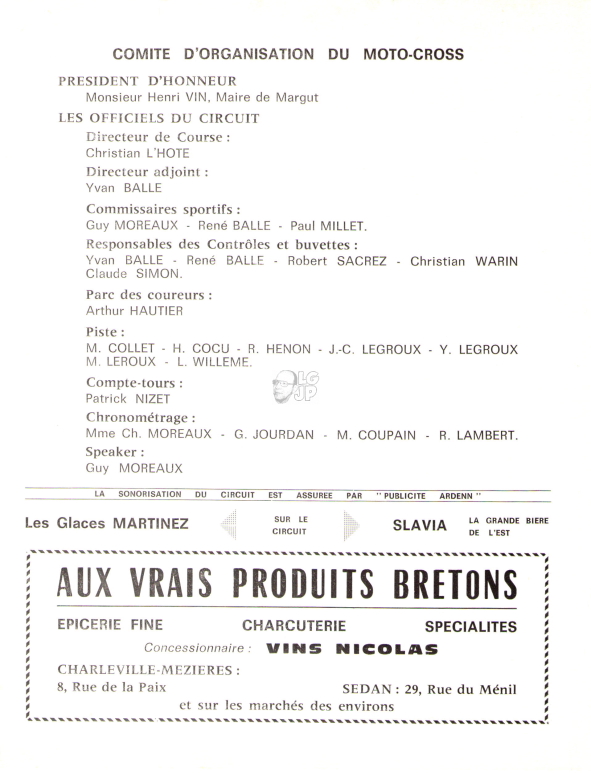 COMITE D'ORGANISATION DU MOTO-CROSS
PRESIDENT D'HONNEUR
Monsieur Henri VIN, Maire de Margut
LES OFFICIELS DU CIRCUIT
Directeur de Course :
Christian L'HOTE
Directeur adjoint :
Yvan BALLE
Commissaires sportifs :
Guy MOREAUX - René BALLE - Paul MILLET.
Responsables des Contrôles et buvettes :
Yvan BALLE - René BALLE - Robert SACREZ - Christian WARIN
Claude SIMON.
Parc des coureurs :
Arthur HAUTIER
Piste :
M. COLLET - H. COCU - R. HENON - J.-C. LEGROUX - Y. LEGROUX
M. LEROUX - L. WILLEME.
Compte-tours :
Patrick NIZET
LG
JP
Chronométrage :
Mme Ch. MOREAUX - G. JOURDAN - M. COUPAIN - R. LAMBERT.
Speaker :
Guy MOREAUX
LA SONORISATION DU CIRCUIT EST ASSUREE PAR "PUBLICITE ARDENN"
Les Glaces MARTINEZ SUR LE CIRCUIT SLAVIA LA GRANDE BIERE DE L'EST
AUX VRAIS PRODUITS BRETONS
EPICERIE FINE CHARCUTERIE SPECIALITES
Concessionnaire : VINS NICOLAS
CHARLEVILLE-MEZIERES :
8, Rue de la Paix SEDAN : 29, Rue du Ménil
et sur les marchés des environs